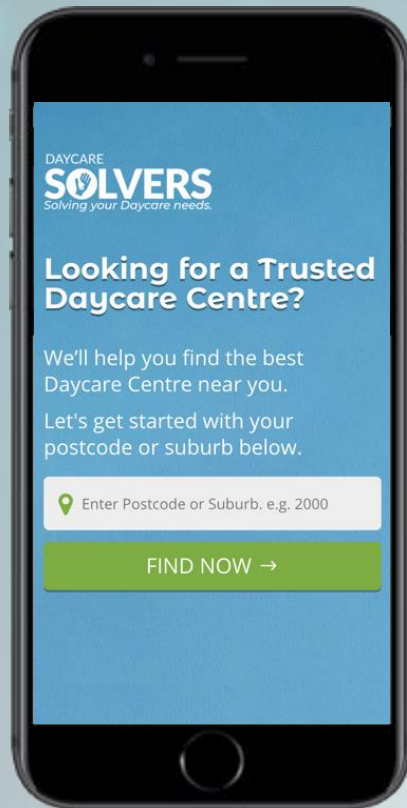 DAYCARE
SOLVERS
Solving your Daycare needs.
Looking for a Trusted
Daycare Centre?
We'll help you find the best
Daycare Centre near you.
Let's get started with your
postcode or suburb below.
Enter Postcode or Suburb. e.g. 2000
FIND NOW →